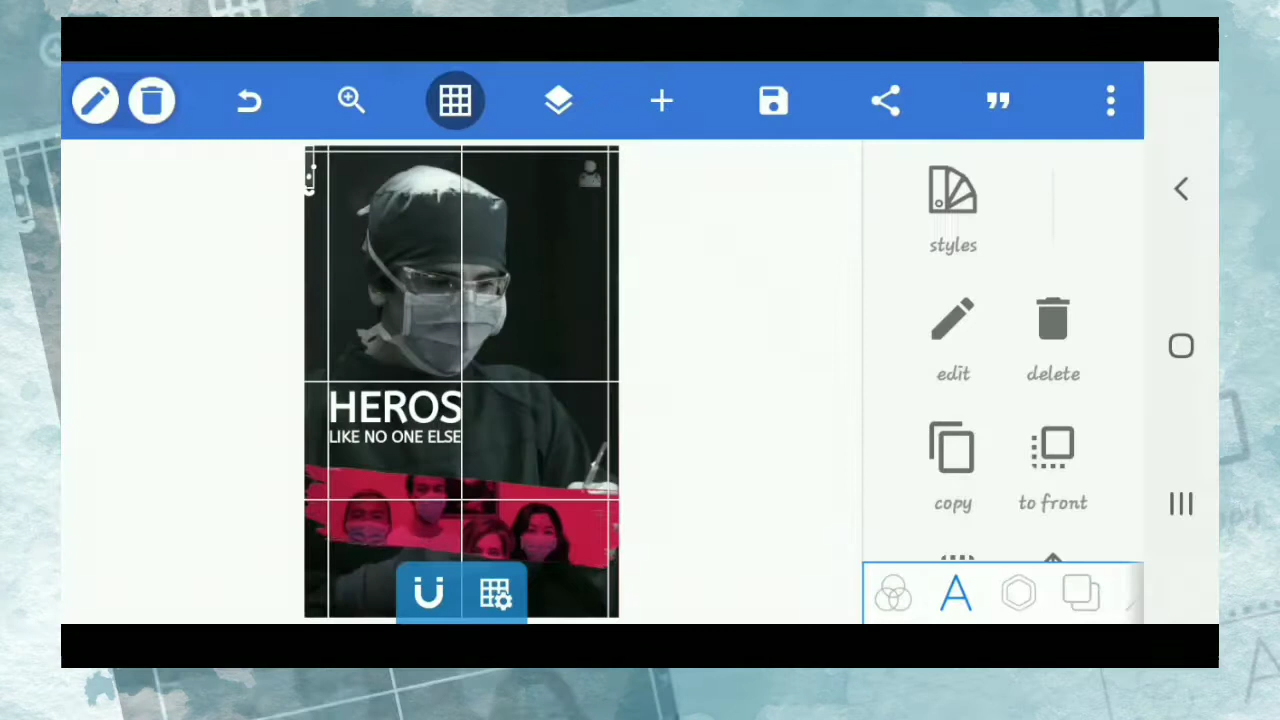 styles
edit
delete
copy
to front
HEROS
LIKE NO ONE ELSE